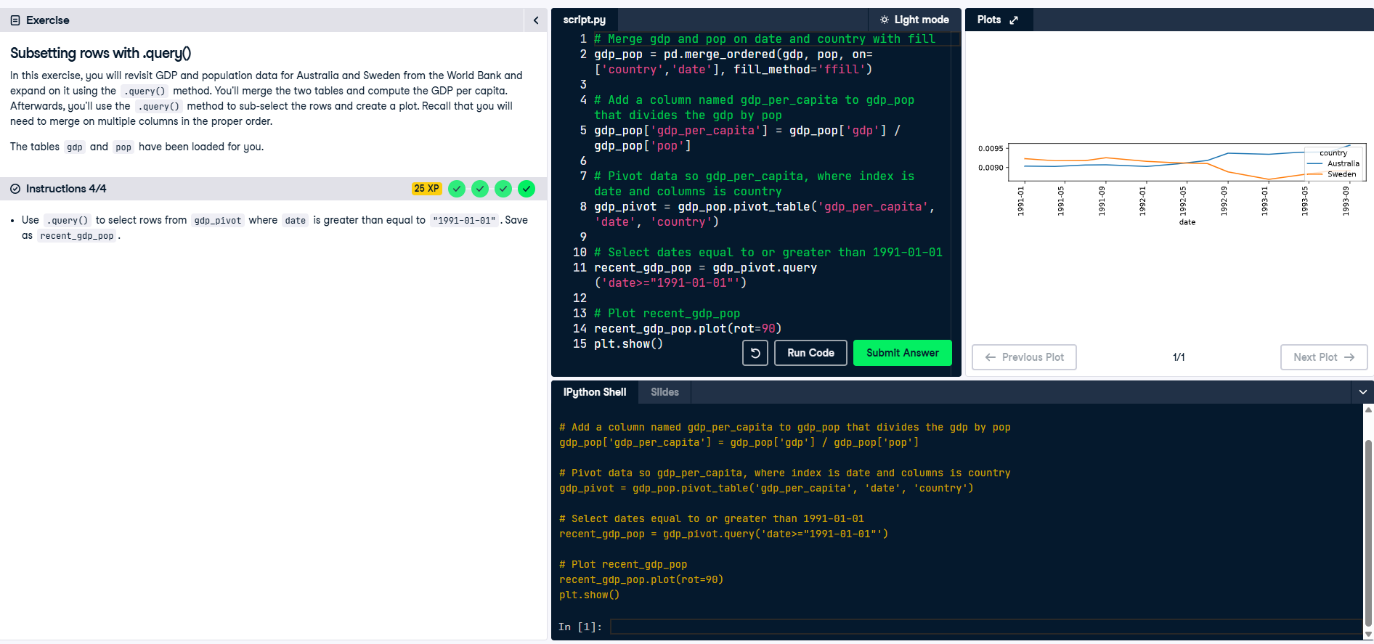 Exercise
Subsetting rows with .query()
In this exercise, you will revisit GDP and population data for Australia and Sweden from the World Bank and
expand on it using the .query() method. You'll merge the two tables and compute the GDP per capita.
Afterwards, you'll use the .query() method to sub-select the rows and create a plot. Recall that you will
need to merge on multiple columns in the proper order.
The tables gdp and pop have been loaded for you.
Instructions 4/4
25 XP
• Use .query() to select rows from gdp_pivot where date is greater than equal to "1991-01-01". Save
as recent_gdp_pop.
script.py
Light mode
1 # Merge gdp and pop on date and country with fill
2 gdp_pop = pd.merge_ordered(gdp, pop, on=
['country','date'], fill_method='ffill')
3
4 # Add a column named gdp_per_capita to gdp_pop
that divides the gdp by pop
5 gdp_pop['gdp_per_capita'] = gdp_pop['gdp'] /
gdp_pop['pop']
6
7 # Pivot data so gdp_per_capita, where index is
date and columns is country
8 gdp_pivot = gdp_pop.pivot_table('gdp_per_capita',
'date', 'country')
9
10 # Select dates equal to or greater than 1991-01-01
11 recent_gdp_pop = gdp_pivot.query
('date>="1991-01-01"')
12
13 # Plot recent_gdp_pop
14 recent_gdp_pop.plot(rot=90)
15 plt.show()
Run Code
Submit Answer
Plots
0.0095
0.0090
country
Australia
Sweden
1991-01
1991-05
1991-09
1992-01
1992-05
1992-09
1993-01
1993-05
1993-09
date
← Previous Plot
1/1
Next Plot →
IPython Shell
Slides
# Add a column named gdp_per_capita to gdp_pop that divides the gdp by pop
gdp_pop['gdp_per_capita'] = gdp_pop['gdp'] / gdp_pop['pop']
# Pivot data so gdp_per_capita, where index is date and columns is country
gdp_pivot = gdp_pop.pivot_table('gdp_per_capita', 'date', 'country')
# Select dates equal to or greater than 1991-01-01
recent_gdp_pop = gdp_pivot.query('date>="1991-01-01"')
# Plot recent_gdp_pop
recent_gdp_pop.plot(rot=90)
plt.show()
In [1]: